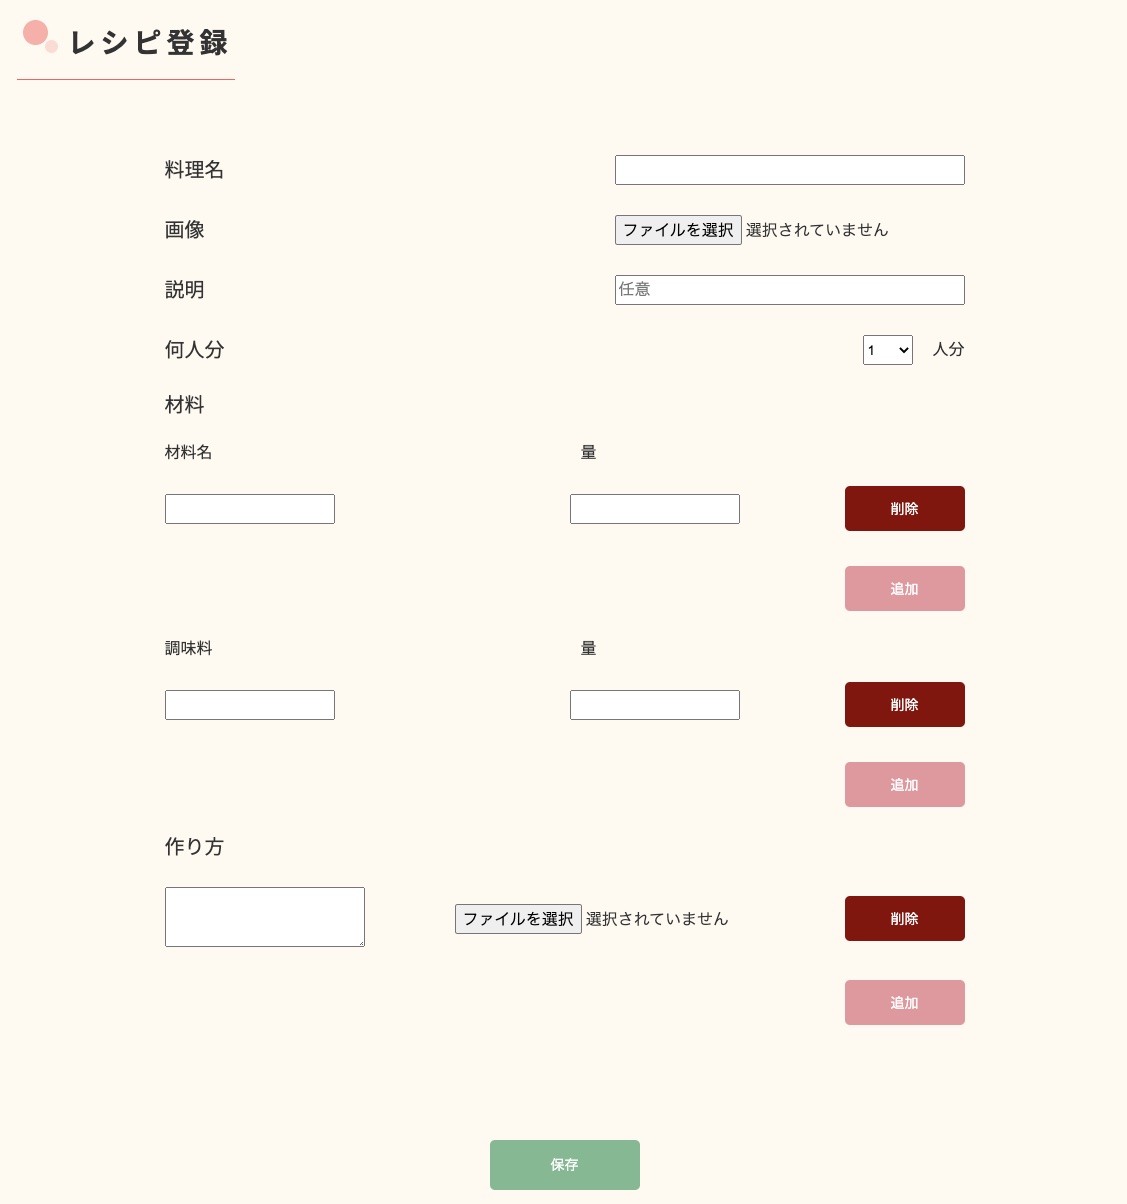 レシピ登録
料理名
画像 ファイルを選択 選択されていません
説明 任意
何人分 1 人分
材料
材料名 量
削除
追加
調味料 量
削除
追加
作り方
ファイルを選択 選択されていません 削除
追加
保存